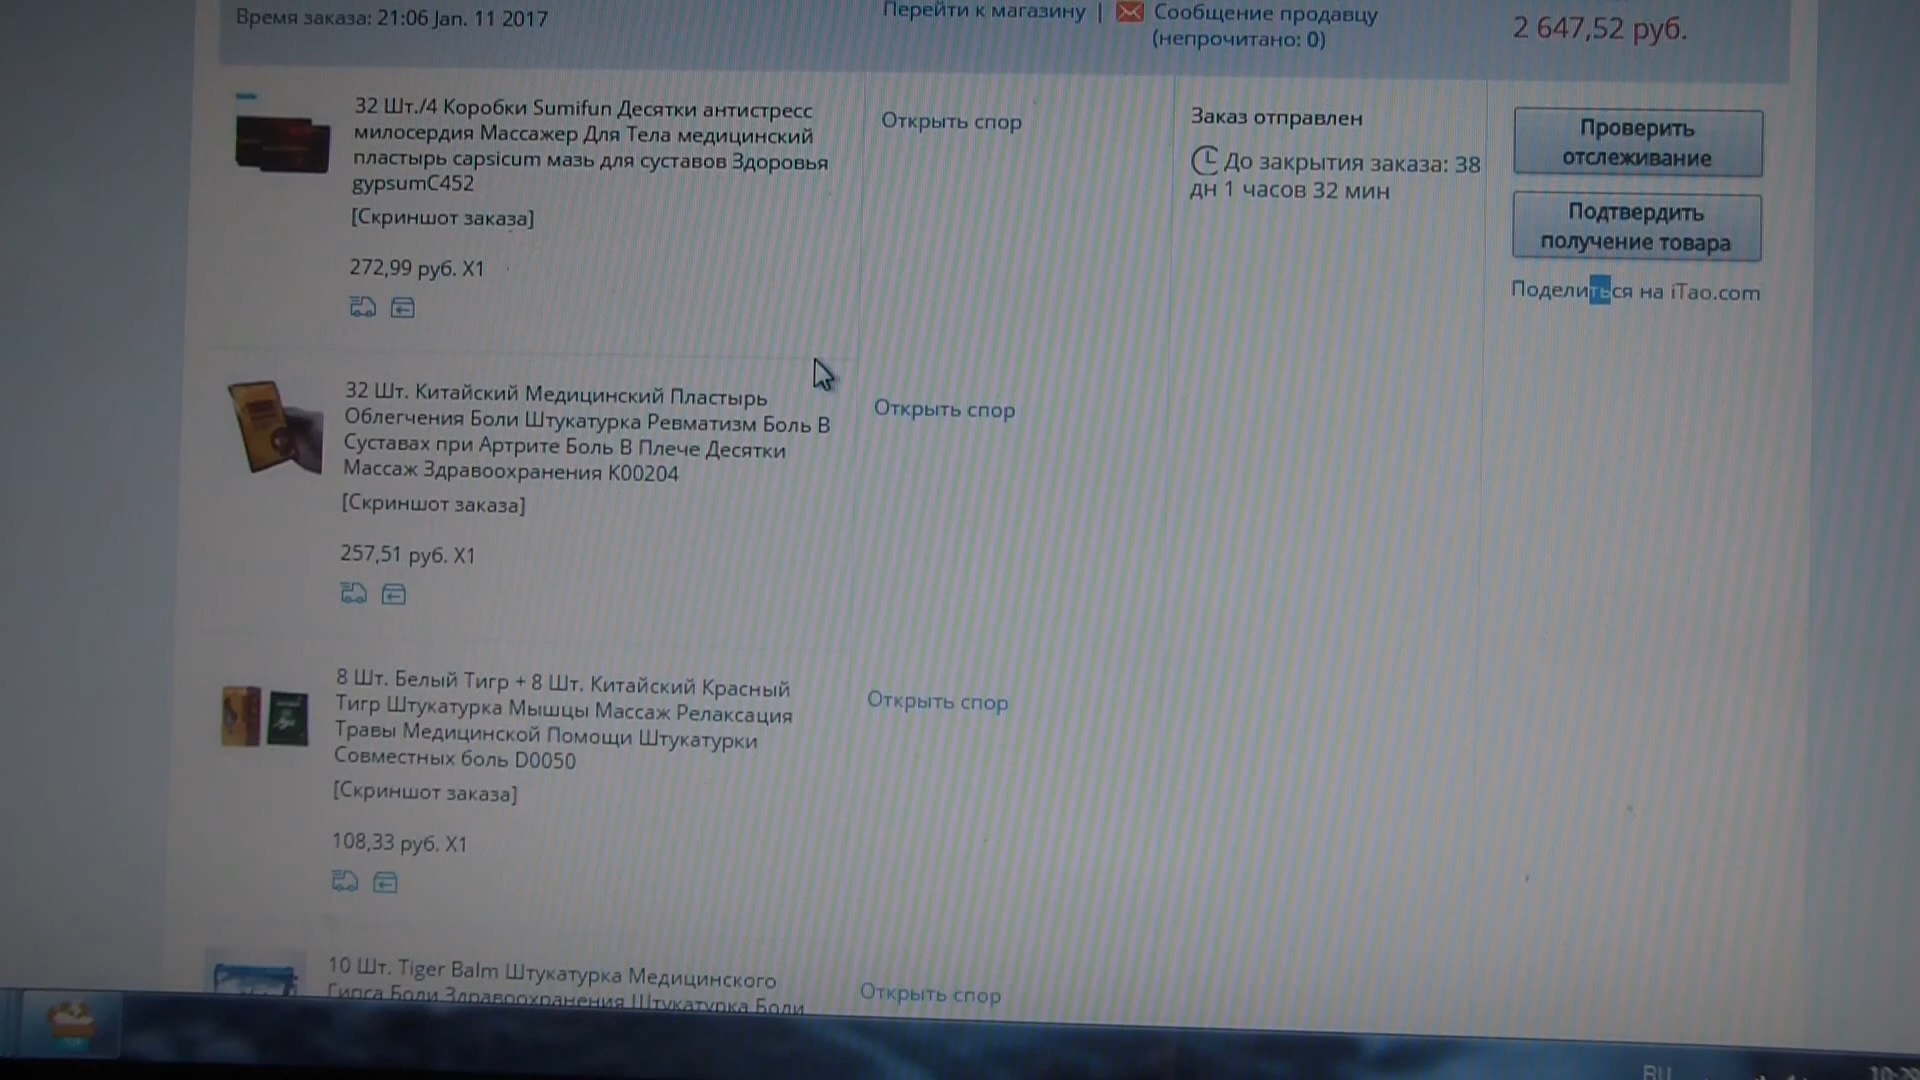 Время заказа: 21:06 Jan. 11 2017
Перейти к магазину | Сообщение продавцу
(непрочитано: 0)
2 647,52 руб.
32 Шт./4 Коробки Sumifun Десятки антистресс
милосердия Массажер Для Тела медицинский
пластырь capsicum мазь для суставов Здоровья
gypsumC452
[Скриншот заказа]
272,99 руб. X1
Открыть спор
Заказ отправлен
До закрытия заказа: 38
дн 1 часов 32 мин
Проверить
отслеживание
Подтвердить
получение товара
Поделиться на iTao.com
32 Шт. Китайский Медицинский Пластырь
Облегчения Боли Штукатурка Ревматизм Боль В
Суставах при Артрите Боль В Плече Десятки
Массаж Здравоохранения K00204
[Скриншот заказа]
257,51 руб. X1
Открыть спор
8 Шт. Белый Тигр + 8 Шт. Китайский Красный
Тигр Штукатурка Мышцы Массаж Релаксация
Травы Медицинской Помощи Штукатурки
Совместных боль D0050
[Скриншот заказа]
108,33 руб. X1
Открыть спор
10 Шт. Tiger Balm Штукатурка Медицинского
Гипса Боли Здравоохранения Штукатурка Боли
Открыть спор
RU